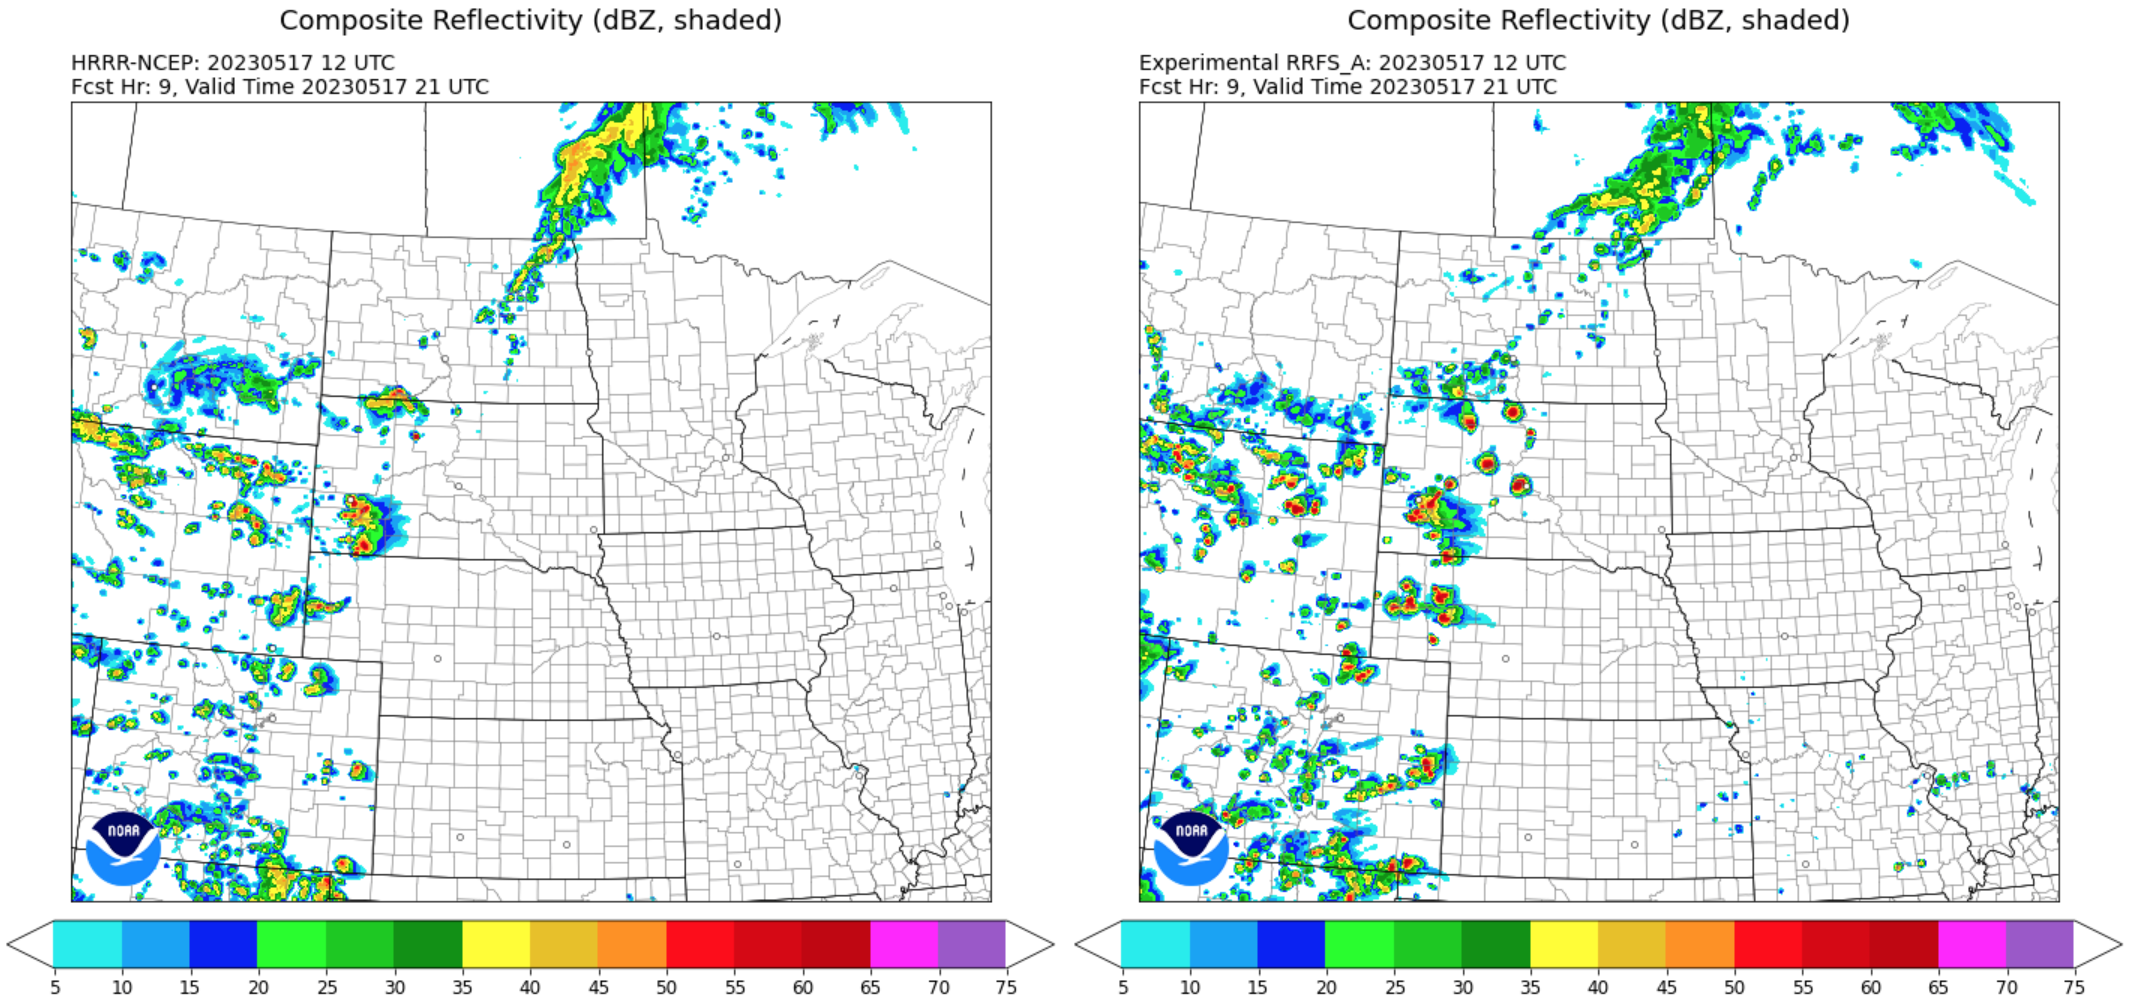 Composite Reflectivity (dBZ, shaded)
HRRR-NCEP: 20230517 12 UTC
Fcst Hr: 9, Valid Time 20230517 21 UTC
NOAA
5 10 15 20 25 30 35 40 45 50 55 60 65 70 75
Composite Reflectivity (dBZ, shaded)
Experimental RRFS_A: 20230517 12 UTC
Fcst Hr: 9, Valid Time 20230517 21 UTC
NOAA
5 10 15 20 25 30 35 40 45 50 55 60 65 70 75